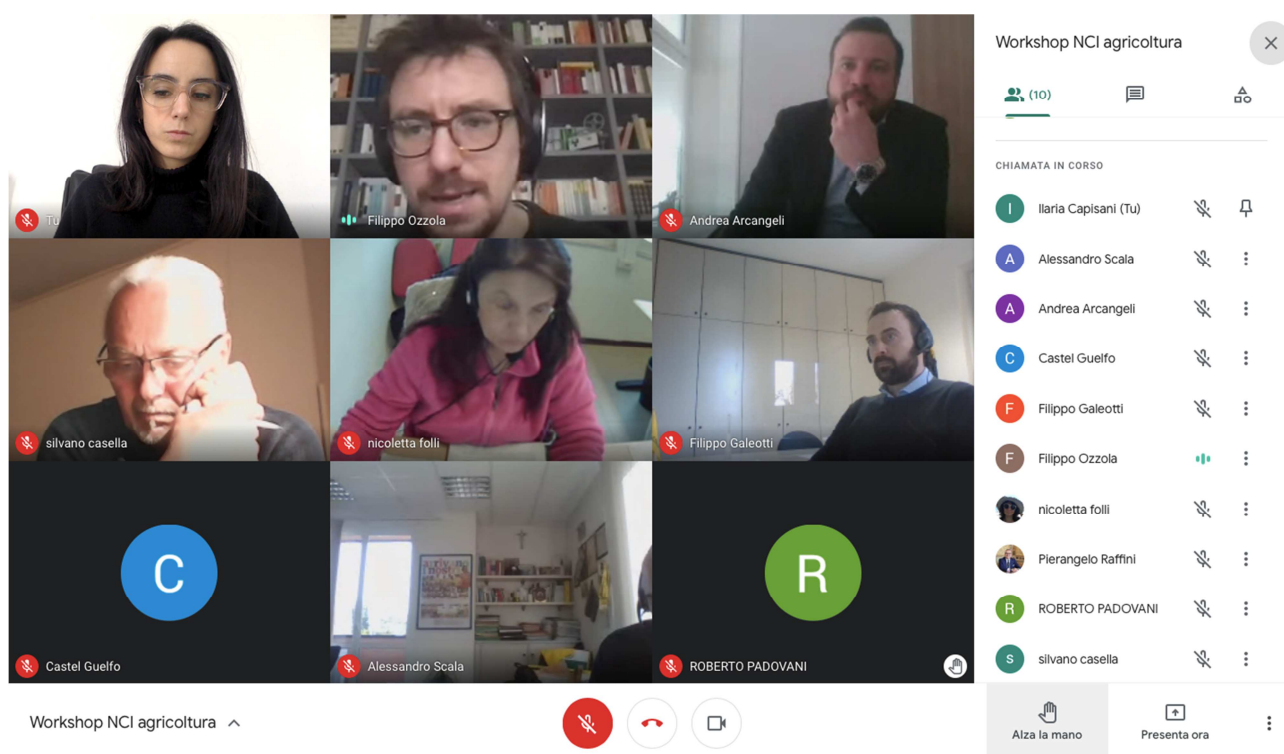 Tu
Filippo Ozzola
Andrea Arcangeli
silvano casella
nicoletta folli
Filippo Galeotti
C
Castel Guelfo
Alessandro Scala
R
ROBERTO PADOVANI
Workshop NCI agricoltura
Workshop NCI agricoltura
(10)
CHIAMATA IN CORSO
I Ilaria Capisani (Tu)
A Alessandro Scala
A Andrea Arcangeli
C Castel Guelfo
F Filippo Galeotti
F Filippo Ozzola
nicoletta folli
Pierangelo Raffini
R ROBERTO PADOVANI
s silvano casella
Alza la mano
Presenta ora